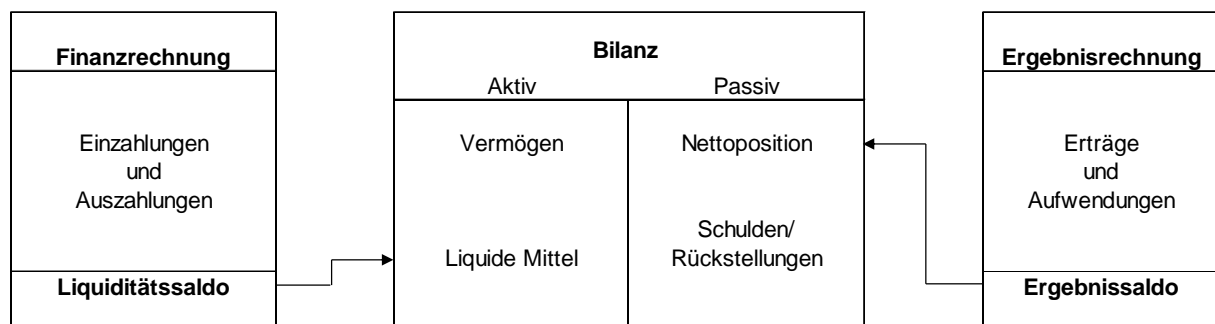 Finanzrechnung
Einzahlungen
und
Auszahlungen
Liquiditätssaldo
Bilanz
Aktiv Passiv
Vermögen Nettoposition
Liquide Mittel Schulden/
Rückstellungen
Ergebnisrechnung
Erträge
und
Aufwendungen
Ergebnissaldo